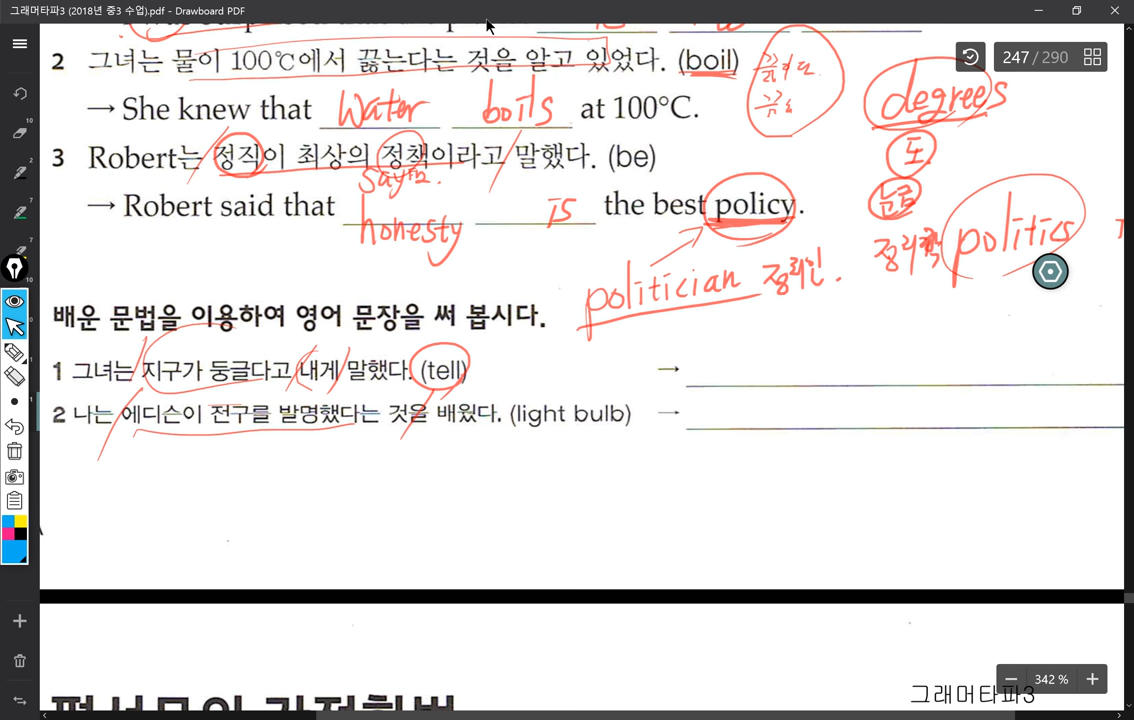 그래머타파3 (2018년 중3 수업).pdf - Drawboard PDF
247 / 290
2 그녀는 물이 100℃에서 끓는다는 것을 알고 있었다. (boil)
degrees
→ She knew that water boils at 100°C.
도
3 Robert는 정직이 최상의 정책이라고 말했다. (be)
속담
→ Robert said that honesty is the best policy.
정치학 politics
politician 정치인.
배운 문법을 이용하여 영어 문장을 써 봅시다.
1 그녀는 지구가 둥글다고 내게 말했다. (tell) →
2 나는 에디슨이 전구를 발명했다는 것을 배웠다. (light bulb) →
342 %
그래머타파3